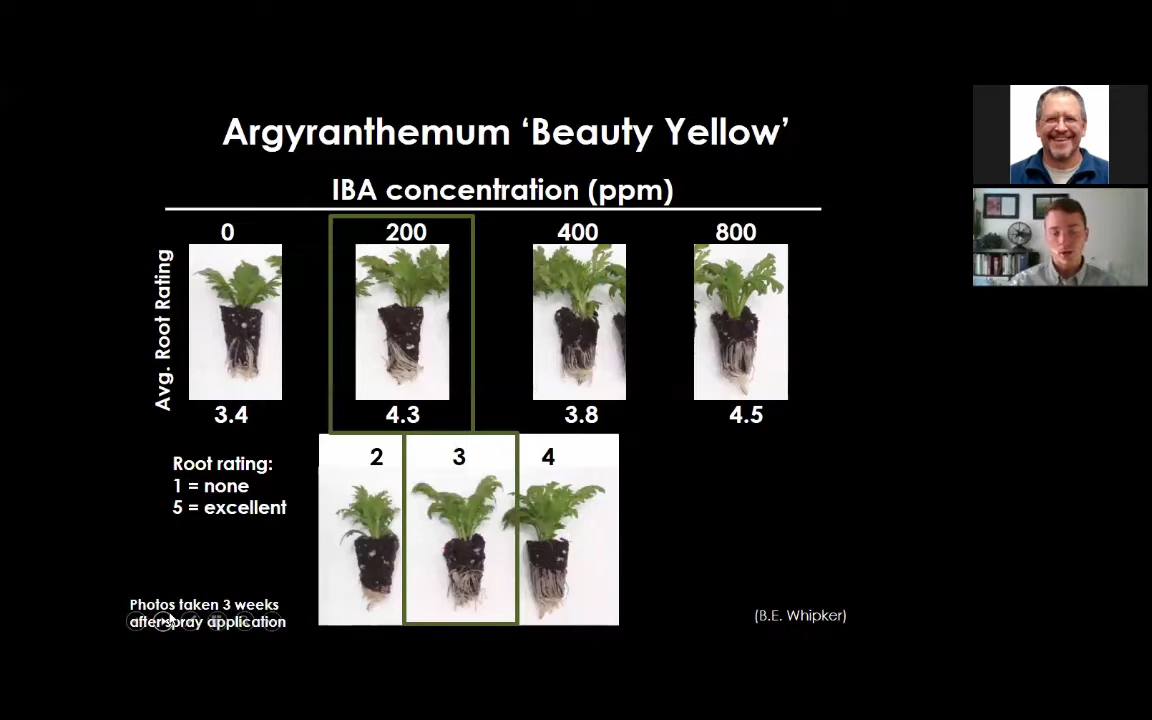 Argyranthemum ‘Beauty Yellow’
IBA concentration (ppm)
0 200 400 800
Avg. Root Rating
3.4 4.3 3.8 4.5
2 3 4
Root rating:
1 = none
5 = excellent
Photos taken 3 weeks
after spray application
(B.E. Whipker)